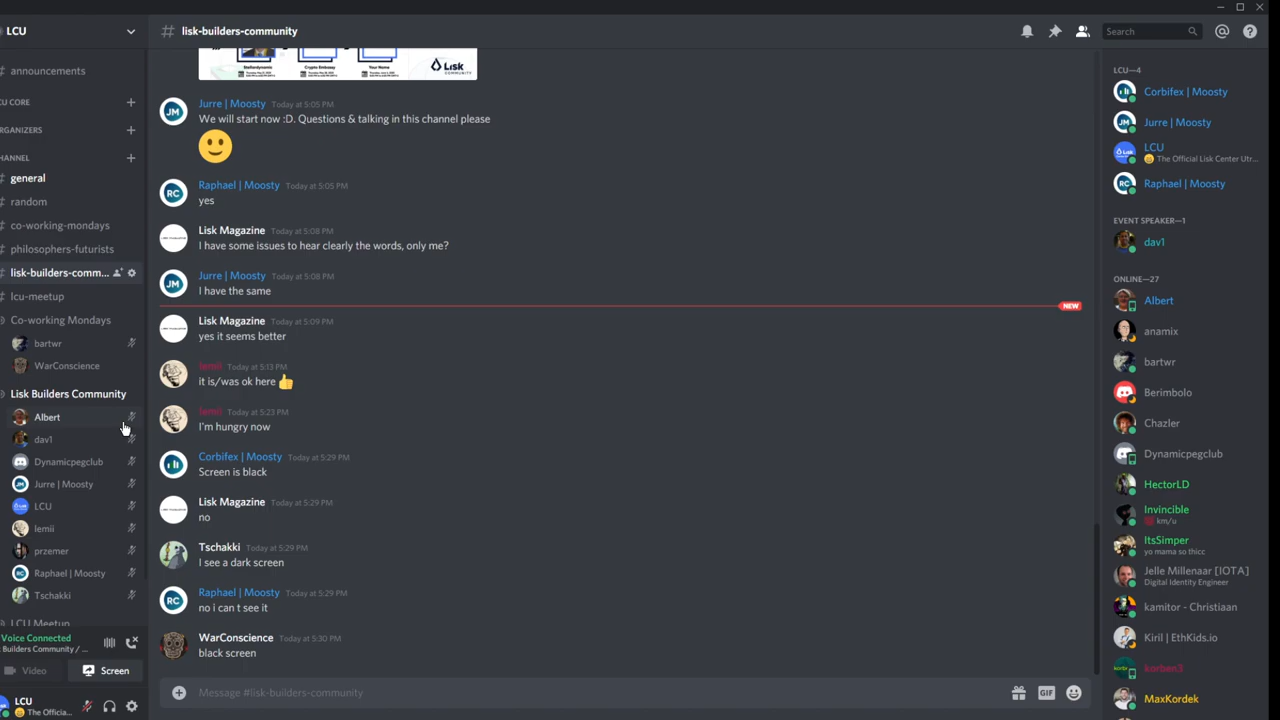 LCU
announcements
CU CORE
RGANIZERS
HANNEL
general
random
co-working-mondays
philosophers-futurists
lisk-builders-comm...
lcu-meetup
Co-working Mondays
bartwr
WarConscience
Lisk Builders Community
Albert
dav1
Dynamicpegclub
Jurre | Moosty
LCU
lemii
przemer
Raphael | Moosty
Tschakki
LCU Meetup
Voice Connected
Builders Community / ...
Video
Screen
LCU
The Officia...
# lisk-builders-community
Search
Lisk
COMMUNITY
Jurre | Moosty Today at 5:05 PM
We will start now :D. Questions & talking in this channel please
Raphael | Moosty Today at 5:05 PM
yes
Lisk Magazine Today at 5:08 PM
I have some issues to hear clearly the words, only me?
Jurre | Moosty Today at 5:08 PM
I have the same
NEW
Lisk Magazine Today at 5:09 PM
yes it seems better
lemii Today at 5:13 PM
it is/was ok here 👍
lemii Today at 5:23 PM
I'm hungry now
Corbifex | Moosty Today at 5:29 PM
Screen is black
Lisk Magazine Today at 5:29 PM
no
Tschakki Today at 5:29 PM
I see a dark screen
Raphael | Moosty Today at 5:29 PM
no i can t see it
WarConscience Today at 5:30 PM
black screen
Message #lisk-builders-community
GIF
LCU—4
Corbifex | Moosty
Jurre | Moosty
LCU
The Official Lisk Center Utr...
Raphael | Moosty
EVENT SPEAKER—1
dav1
ONLINE—27
Albert
anamix
bartwr
Berimbolo
Chazler
Dynamicpegclub
HectorLD
Invincible
km/u
ItsSimper
yo mama so thicc
Jelle Millenaar [IOTA]
Digital Identity Engineer
kamitor - Christiaan
Kiril | EthKids.io
korben3
MaxKordek